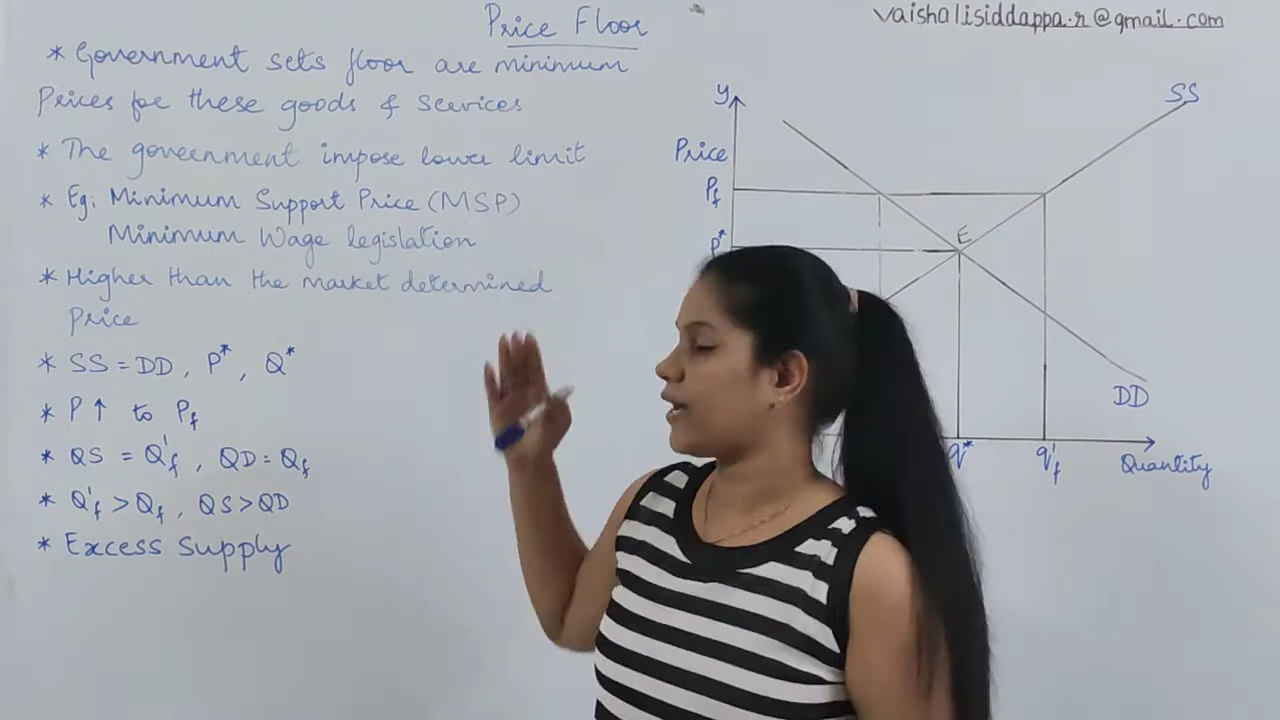 Price Floor
vaishalisiddappa.r@gmail.com
* Government sets floor are minimum
Prices for these goods & services
* The government impose lower limit
* Eg: Minimum Support Price (MSP)
Minimum Wage legislation
* Higher than the market determined
Price
* SS = DD, P*, Q*
* P ↑ to Pf
* QS = Q'f, QD = Qf
* Q'f > Qf, QS > QD
* Excess Supply
y
SS
Price
Pf
E
P*
DD
q*
q'f
Quantity